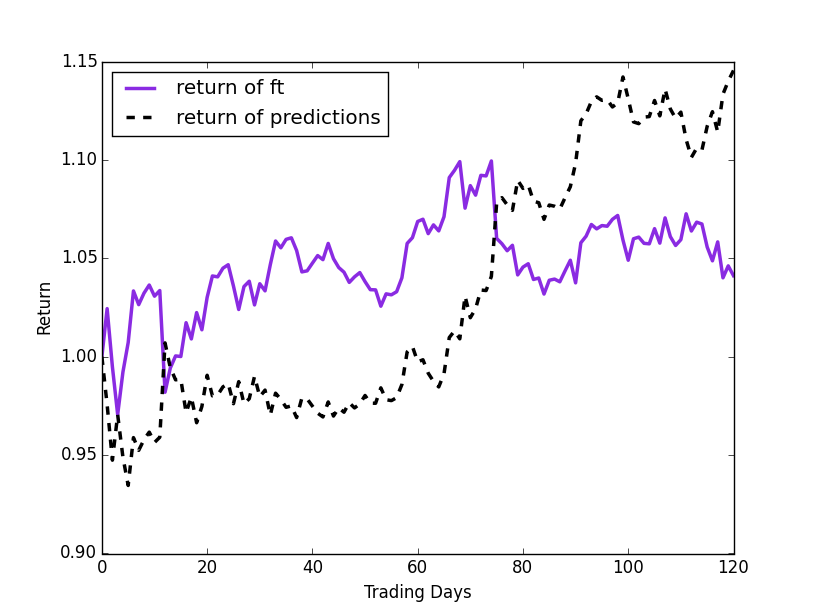 return of ft
return of predictions
1.15
1.10
1.05
1.00
0.95
0.90
Return
0 20 40 60 80 100 120
Trading Days